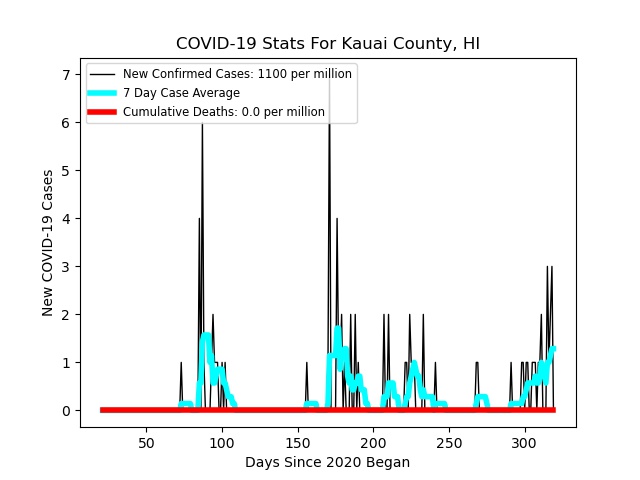 COVID-19 Stats For Kauai County, HI
New Confirmed Cases: 1100 per million
7 Day Case Average
Cumulative Deaths: 0.0 per million
New COVID-19 Cases
7
6
5
4
3
2
1
0
50 100 150 200 250 300
Days Since 2020 Began